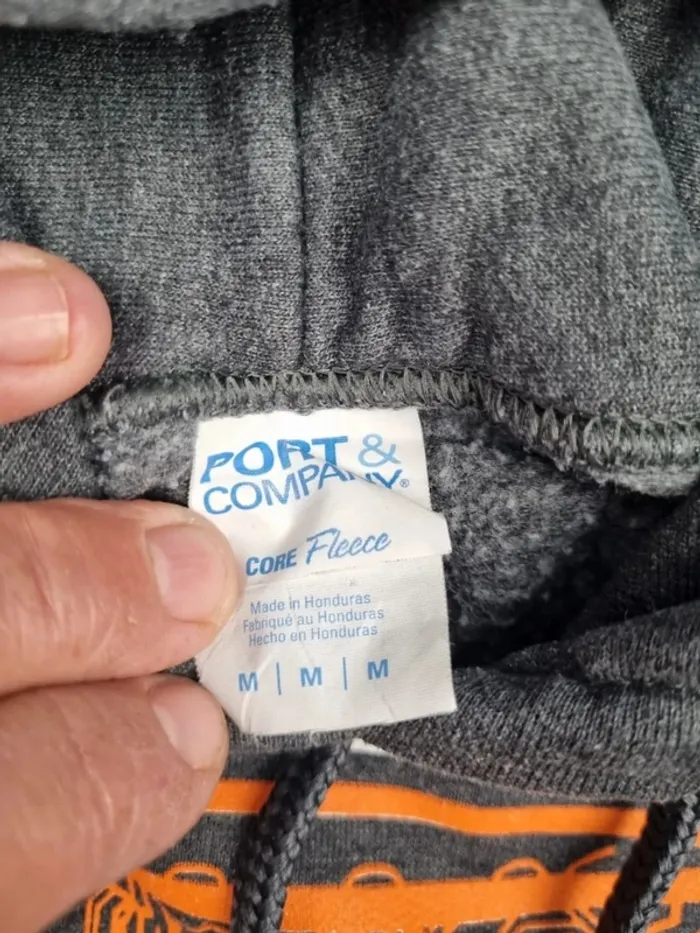 PORT &
COMPANY®
CORE Fleece
Made in Honduras
Fabriqué au Honduras
Hecho en Honduras
M | M | M